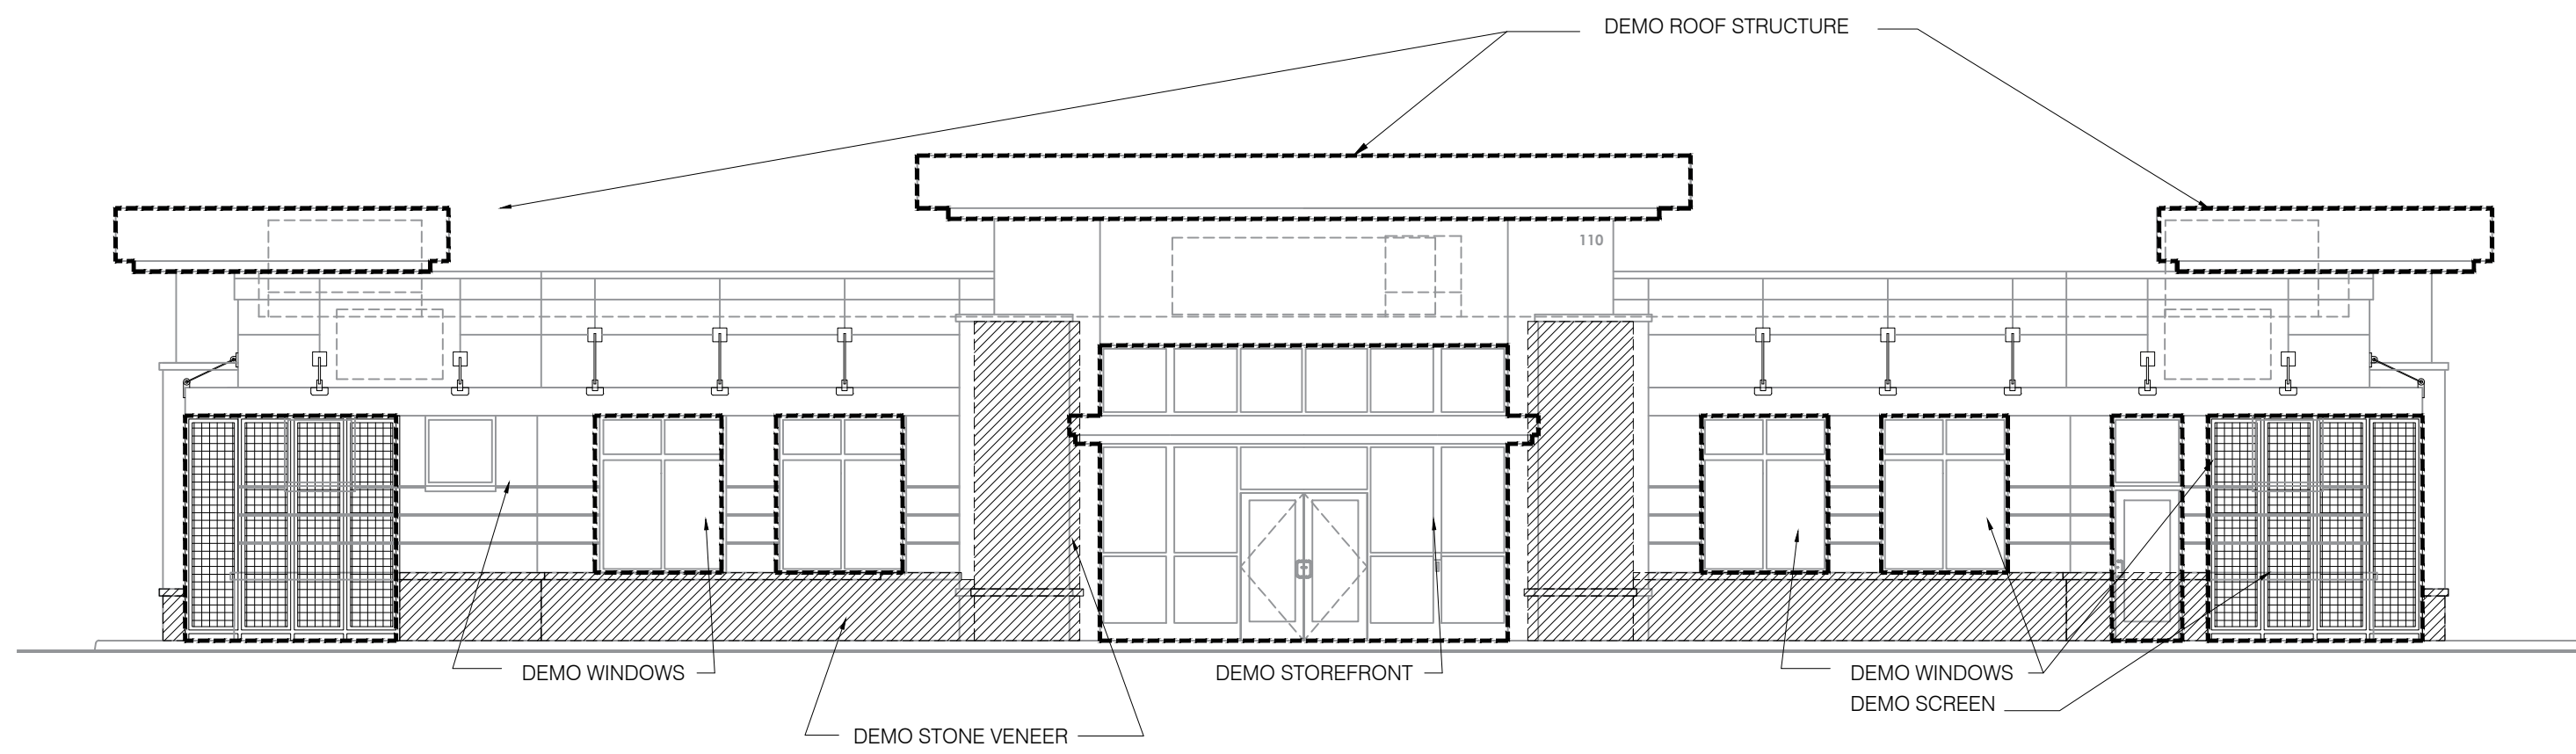 DEMO ROOF STRUCTURE
110
DEMO WINDOWS
DEMO STOREFRONT
DEMO WINDOWS
DEMO SCREEN
DEMO STONE VENEER